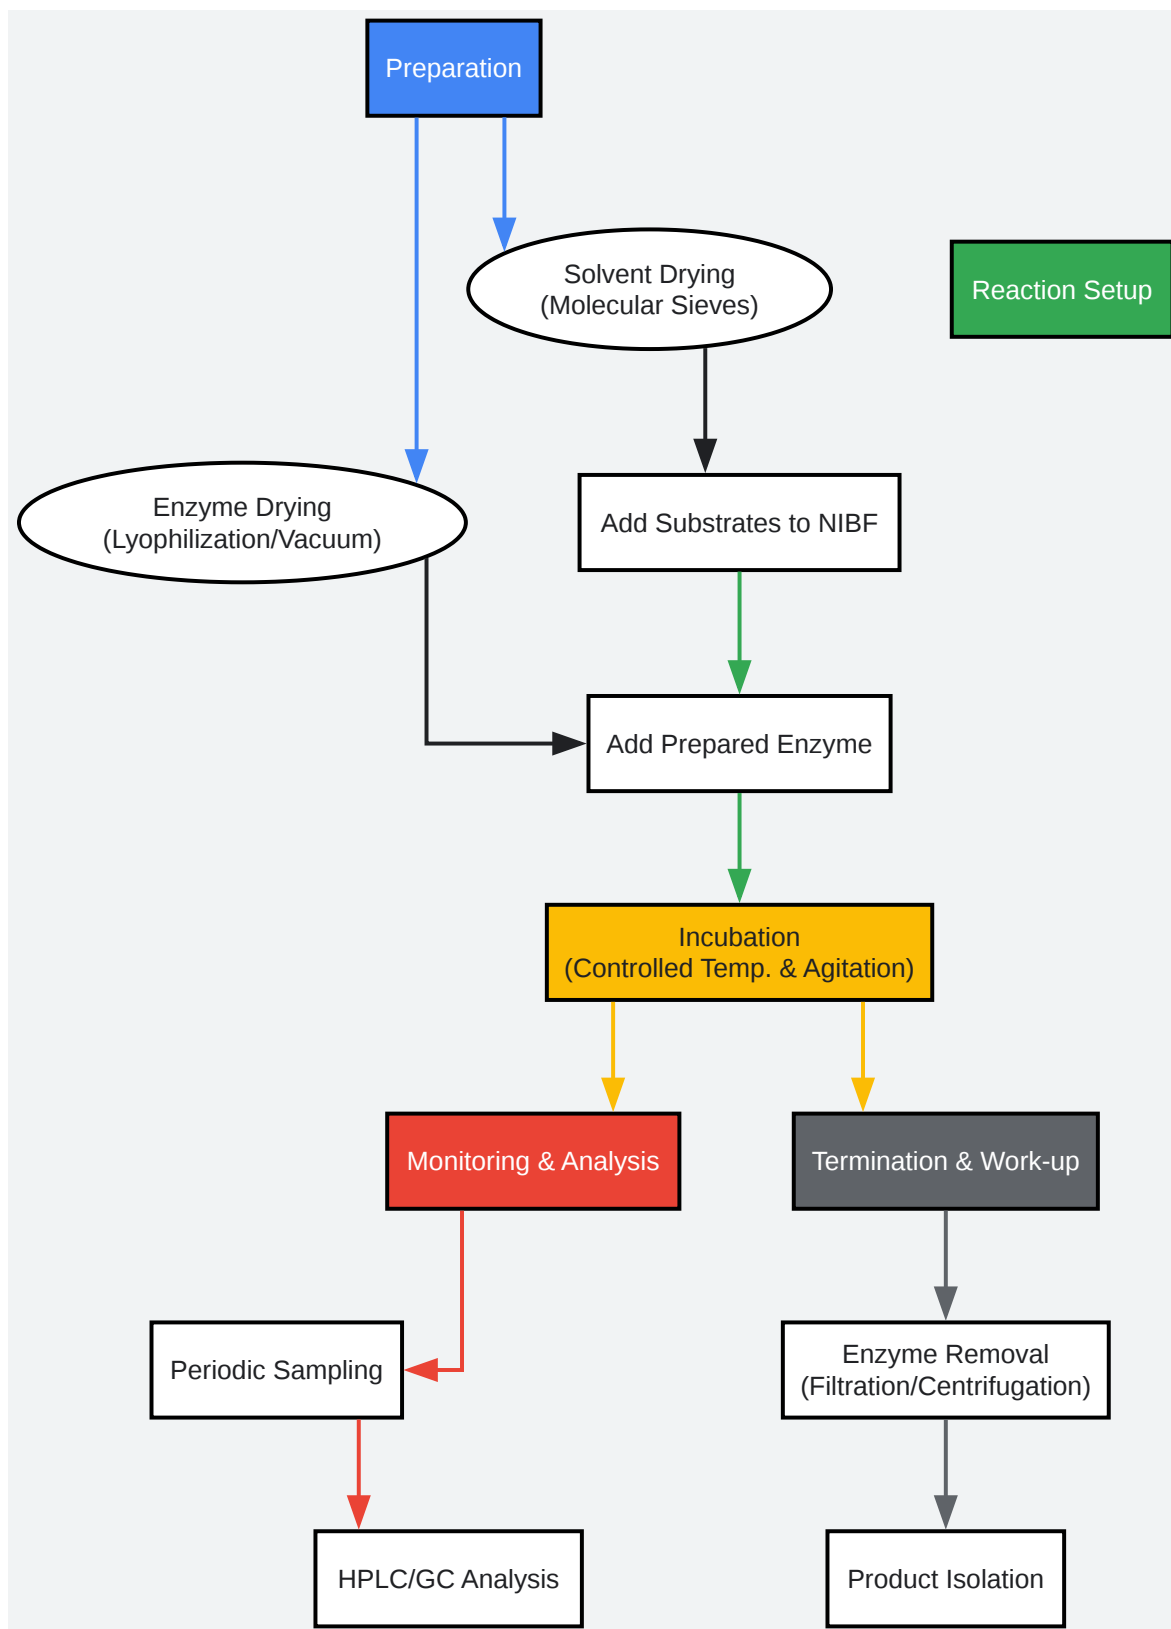 Preparation
Solvent Drying
(Molecular Sieves)
Reaction Setup
Enzyme Drying
(Lyophilization/Vacuum)
Add Substrates to NIBF
Add Prepared Enzyme
Incubation
(Controlled Temp. & Agitation)
Monitoring & Analysis
Termination & Work-up
Periodic Sampling
Enzyme Removal
(Filtration/Centrifugation)
HPLC/GC Analysis
Product Isolation